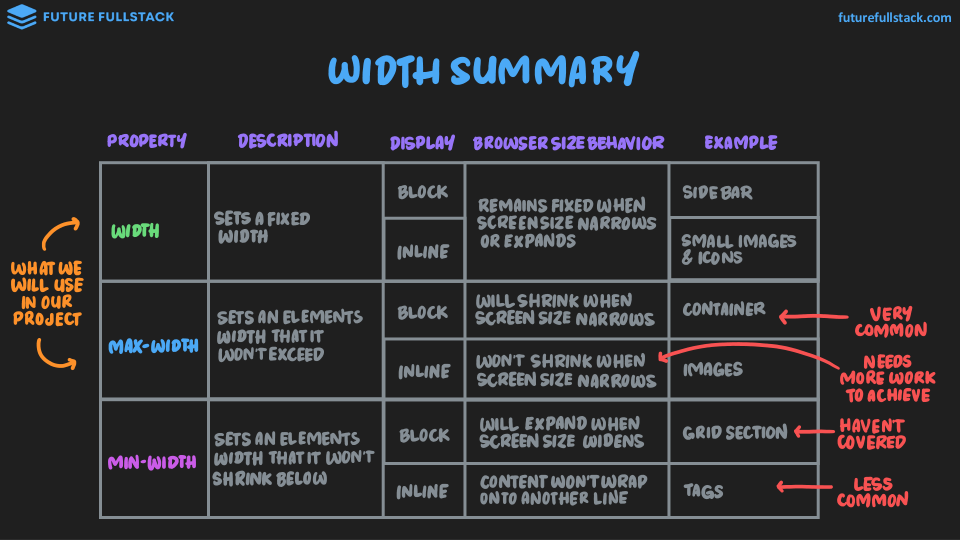 FUTURE FULLSTACK
futurefullstack.com
WIDTH SUMMARY
PROPERTY
DESCRIPTION
DISPLAY
BROWSER SIZE BEHAVIOR
EXAMPLE
WHAT WE
WILL USE
IN OUR
PROJECT
WIDTH
SETS A FIXED
WIDTH
BLOCK
INLINE
REMAINS FIXED WHEN
SCREEN SIZE NARROWS
OR EXPANDS
SIDE BAR
SMALL IMAGES
& ICONS
MAX-WIDTH
SETS AN ELEMENTS
WIDTH THAT IT
WON'T EXCEED
BLOCK
WILL SHRINK WHEN
SCREEN SIZE NARROWS
CONTAINER
VERY
COMMON
INLINE
WON'T SHRINK WHEN
SCREEN SIZE NARROWS
IMAGES
NEEDS
MORE WORK
TO ACHIEVE
MIN-WIDTH
SETS AN ELEMENTS
WIDTH THAT IT WON'T
SHRINK BELOW
BLOCK
WILL EXPAND WHEN
SCREEN SIZE WIDENS
GRID SECTION
HAVENT
COVERED
INLINE
CONTENT WON'T WRAP
ONTO ANOTHER LINE
TAGS
LESS
COMMON